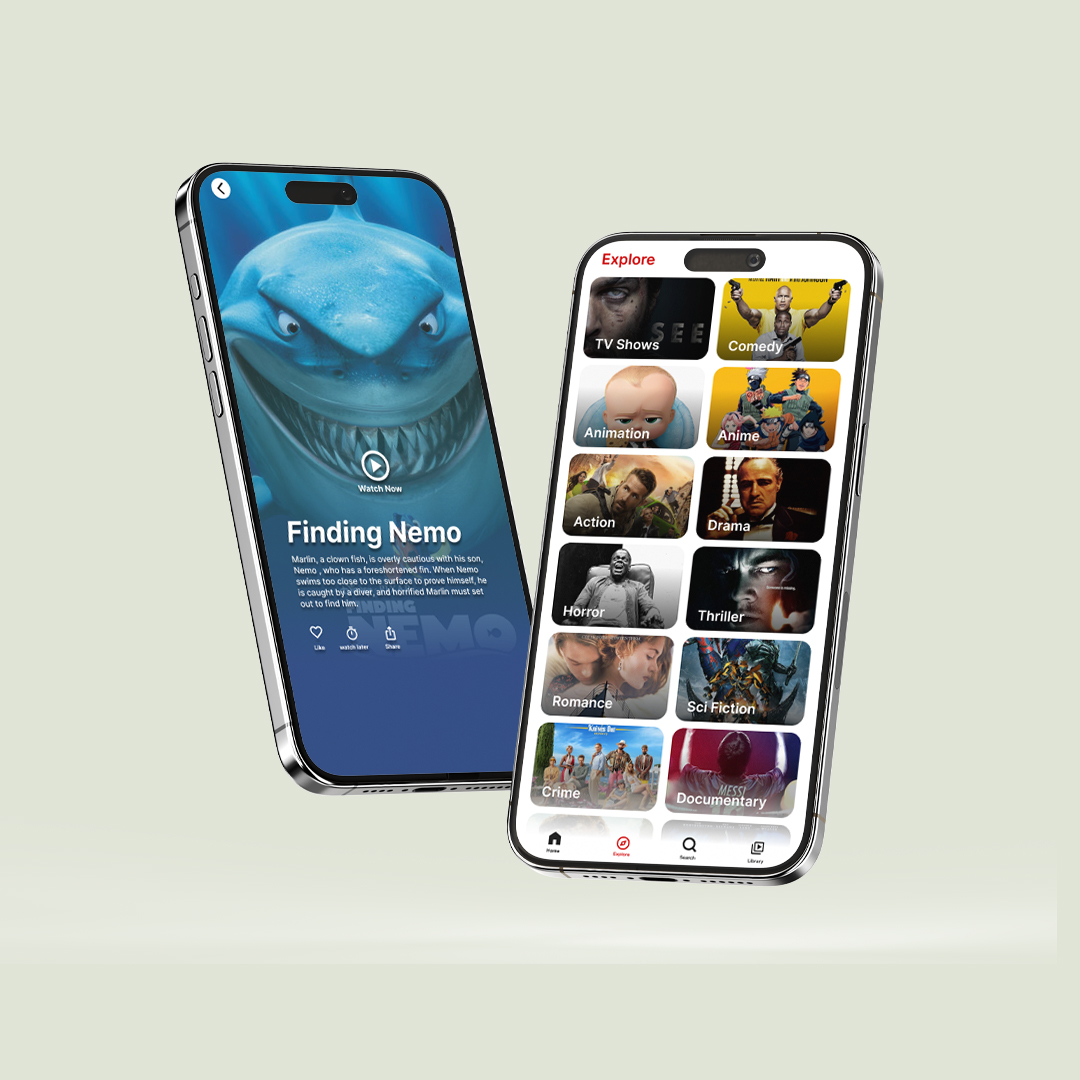 Watch Now
Finding Nemo
Marlin, a clown fish, is overly cautious with his son,
Nemo , who has a foreshortened fin. When Nemo
swims too close to the surface to prove himself, he
is caught by a diver, and horrified Marlin must set
out to find him.
FINDING
NEMO
Like
watch later
Share
Explore
SEE
TV Shows
Comedy
Animation
Anime
Action
Drama
Horror
Thriller
Romance
Sci Fiction
Knives Out
Crime
MESSI
Documentary
Home
Explore
Search
Library